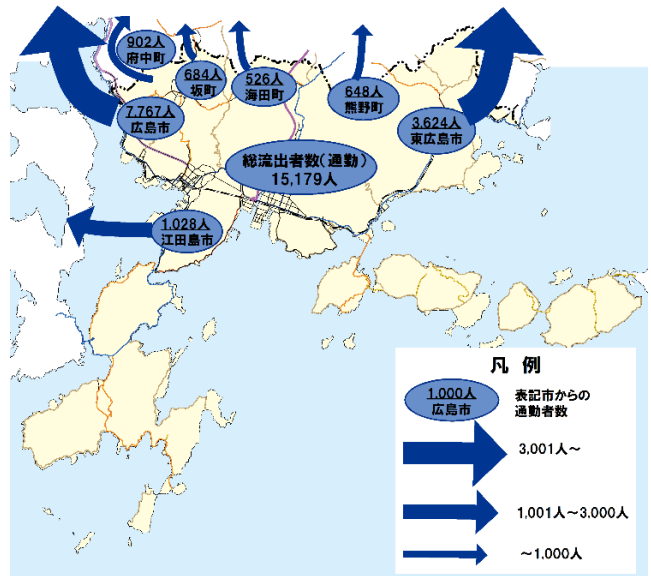 902人
府中町
684人
坂町
526人
海田町
648人
熊野町
7.767人
広島市
3.624人
東広島市
総流出者数(通勤)
15,179人
1.028人
江田島市
凡 例
1.000人
広島市
表記市からの
通勤者数
3,001人～
1,001人～3.000人
～1.000人